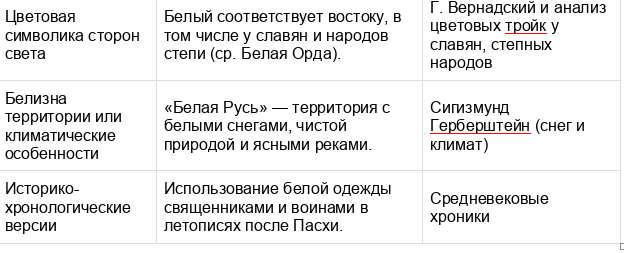 Цветовая
символика сторон
света
Белый соответствует востоку, в
том числе у славян и народов
степи (ср. Белая Орда).
Г. Вернадский и анализ
цветовых тройк у
славян, степных
народов
Белизна
территории или
климатические
особенности
«Белая Русь» — территория с
белыми снегами, чистой
природой и ясными реками.
Сигизмунд
Герберштейн (снег и
климат)
Историко-
хронологические
версии
Использование белой одежды
священниками и воинами в
летописях после Пасхи.
Средневековые
хроники